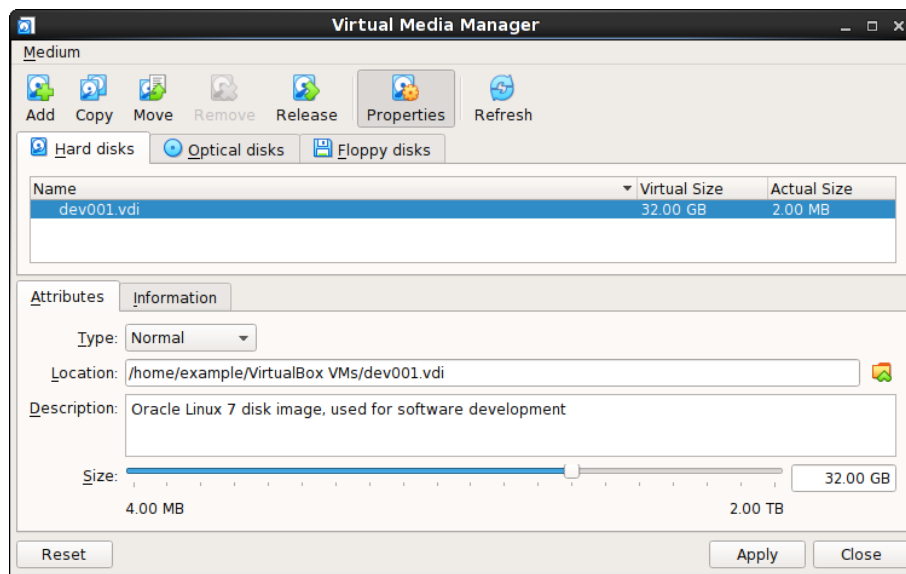 Virtual Media Manager
Medium
Add Copy Move Remove Release Properties Refresh
Hard disks Optical disks Floppy disks
Name Virtual Size Actual Size
dev001.vdi 32.00 GB 2.00 MB
Attributes Information
Type: Normal
Location: /home/example/VirtualBox VMs/dev001.vdi
Description: Oracle Linux 7 disk image, used for software development
Size: 32.00 GB
4.00 MB 2.00 TB
Reset Apply Close